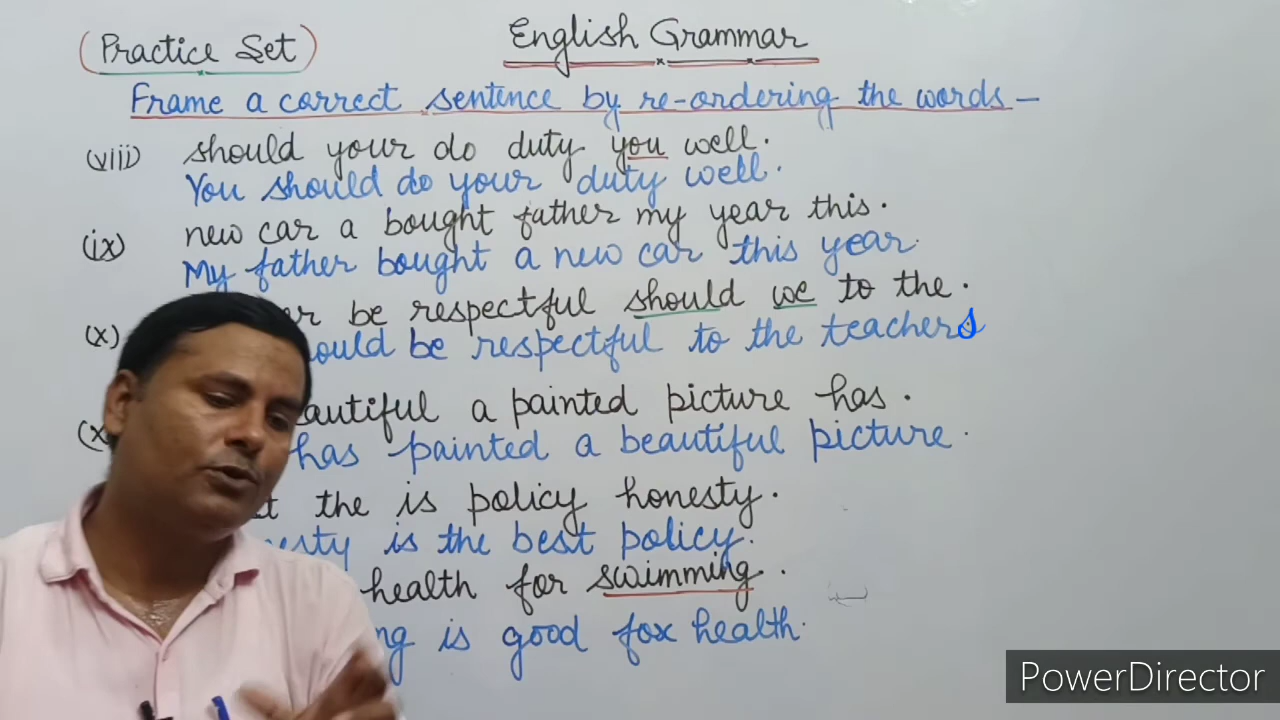 (Practice Set) English Grammar
Frame a correct sentence by re-ordering the words —
(viii) should your do duty you well.
You should do your duty well.
(ix) new car a bought father my year this.
My father bought a new car this year.
(x) be respectful should we to the.
be respectful to the teachers
a painted picture has.
has painted a beautiful picture.
the is policy honesty.
is the best policy.
health for swimming.
is good for health.
PowerDirector